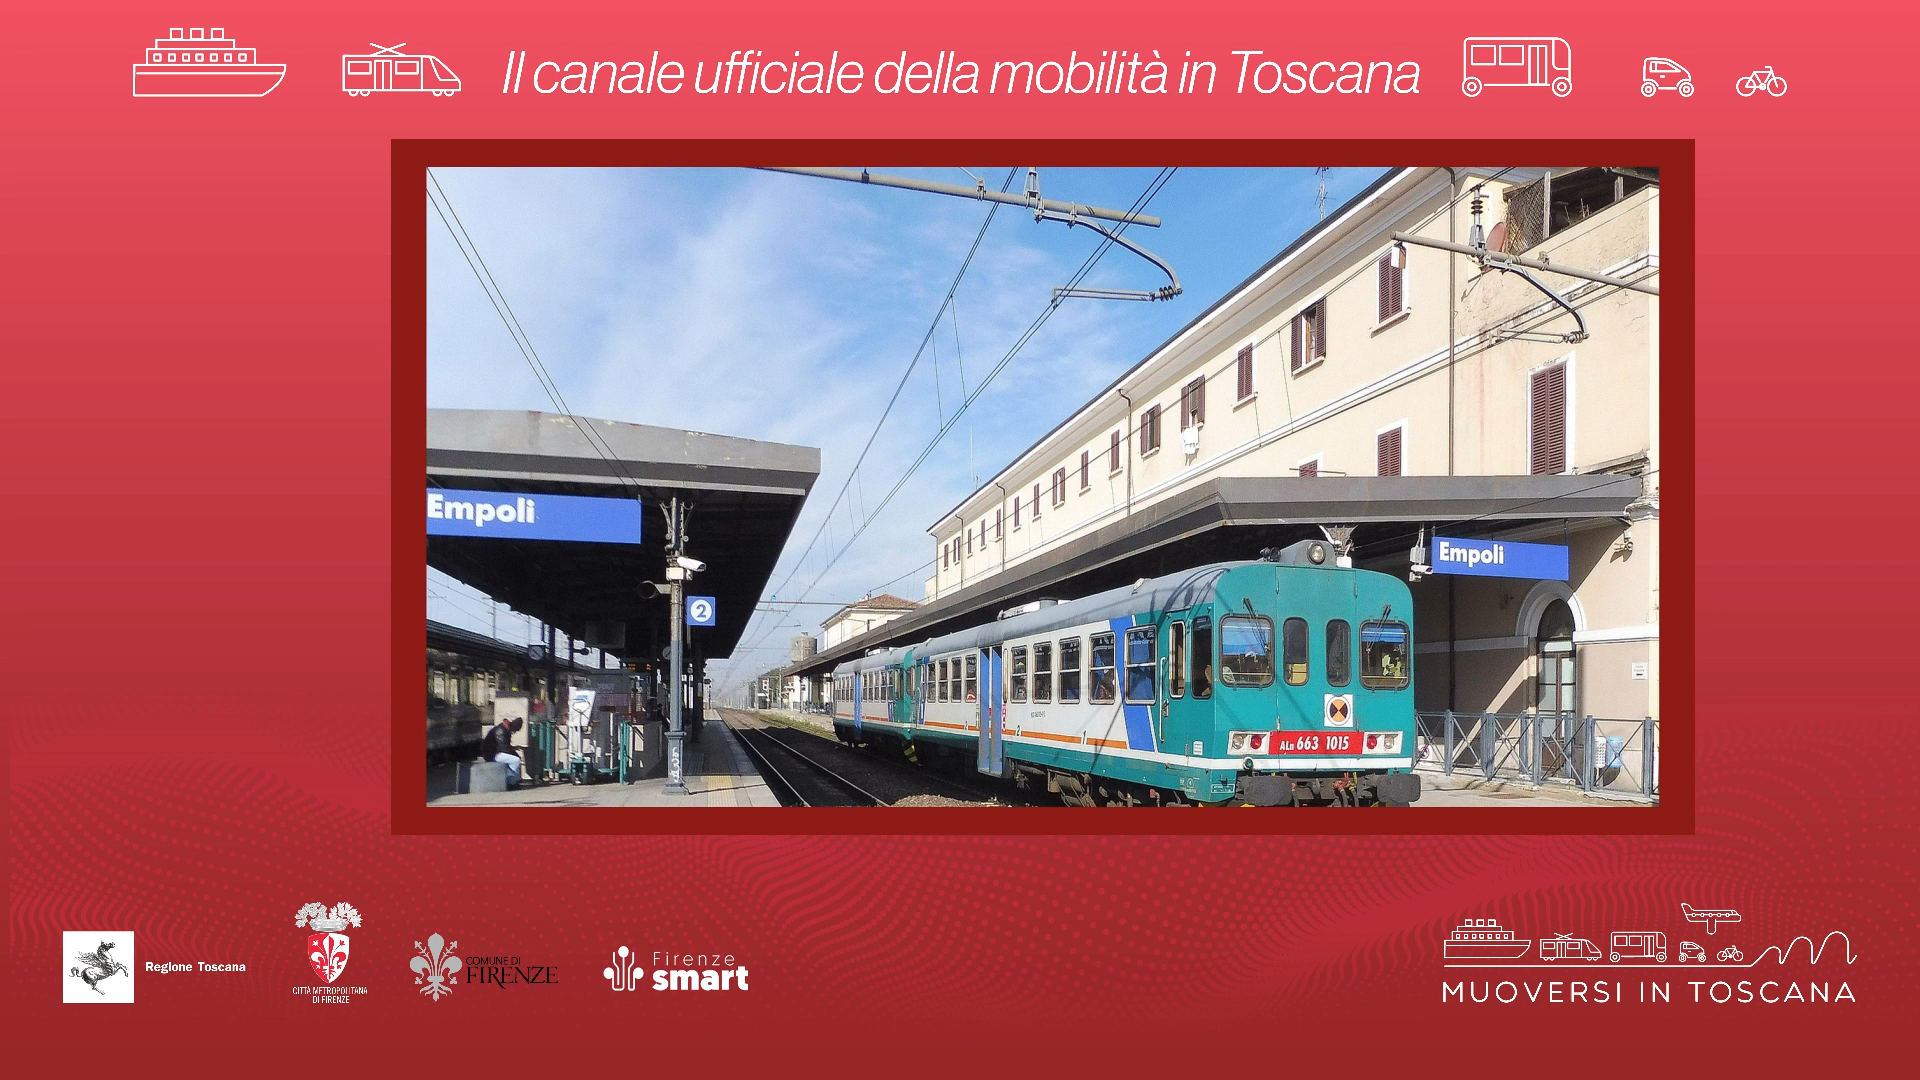 Il canale ufficiale della mobilità in Toscana
Empoli
Empoli
2
ALn 663 1015
Regione Toscana
CITTÀ METROPOLITANA
DI FIRENZE
COMUNE DI
FIRENZE
Firenze
smart
MUOVERSI IN TOSCANA